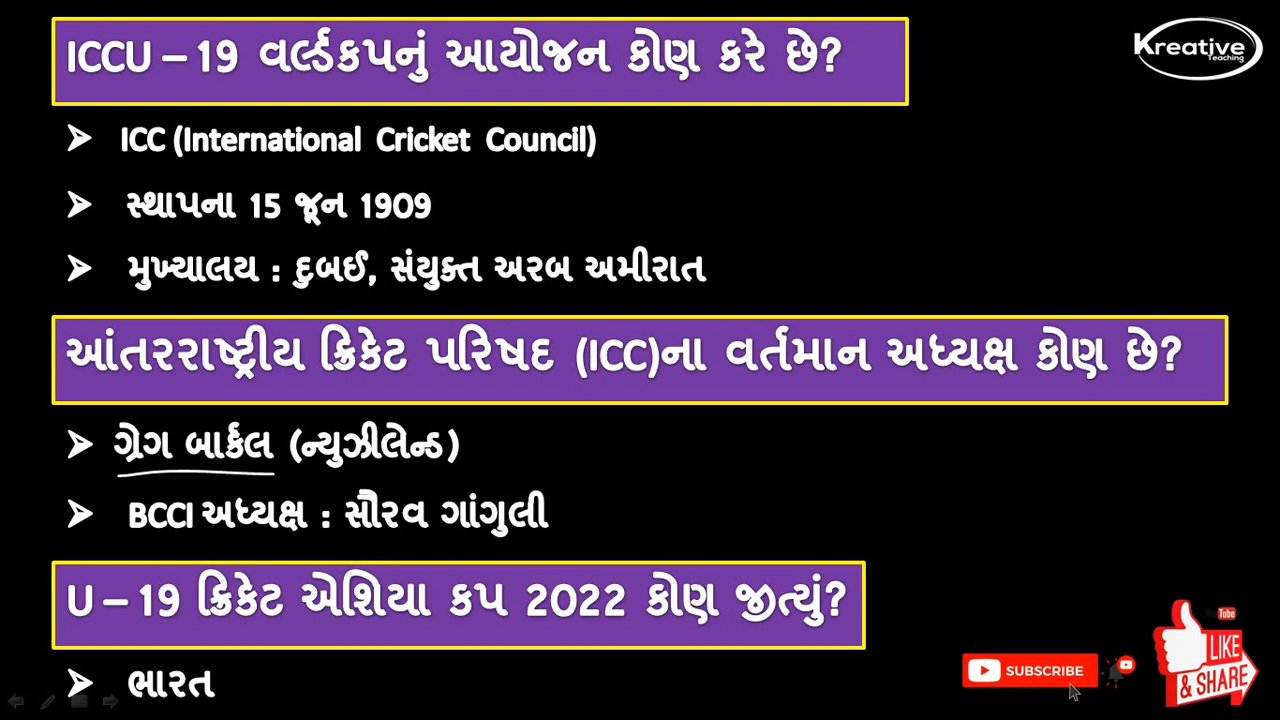 ICCU – 19 વર્લ્ડકપનું આયોજન કોણ કરે છે?
Kreative
Teaching
ICC (International Cricket Council)
સ્થાપના 15 જૂન 1909
મુખ્યાલય : દુબઈ, સંયુક્ત અરબ અમીરાત
આંતરરાષ્ટ્રીય ક્રિકેટ પરિષદ (ICC)ના વર્તમાન અધ્યક્ષ કોણ છે?
ગ્રેગ બાર્કલ (ન્યુઝીલેન્ડ)
BCCI અધ્યક્ષ : સૌરવ ગાંગુલી
U – 19 ક્રિકેટ એશિયા કપ 2022 કોણ જીત્યું?
ભારત
SUBSCRIBE
Tube
LIKE
& SHARE